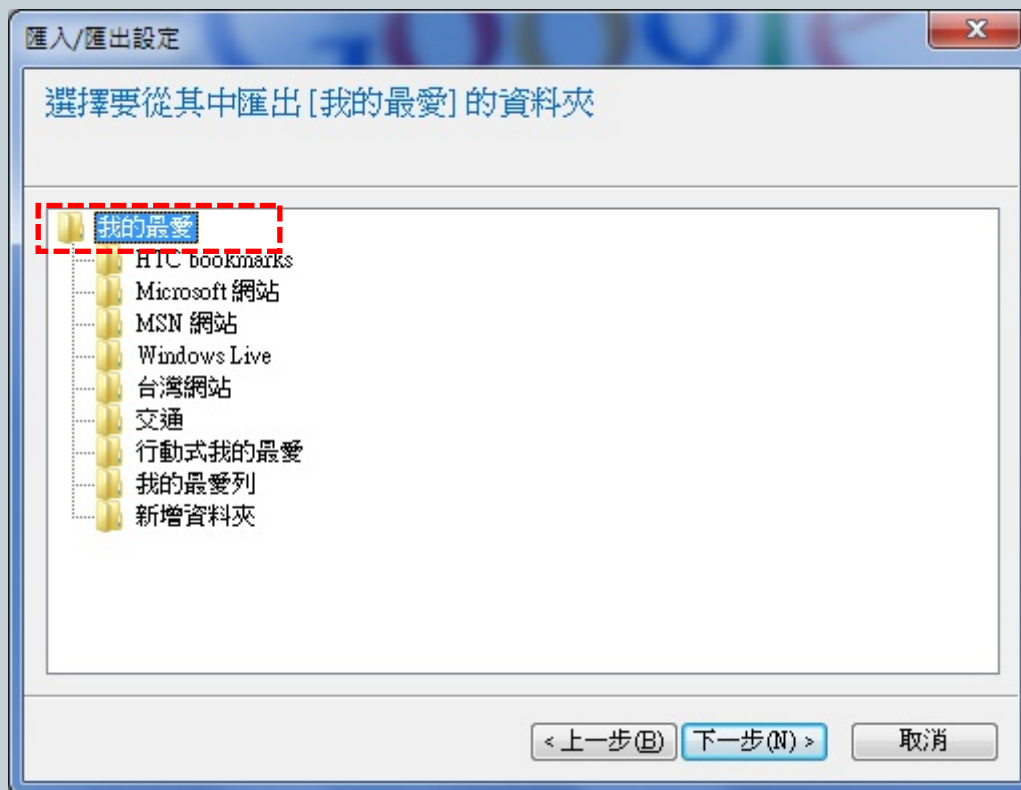 Google
匯入/匯出設定
選擇要從其中匯出 [我的最愛] 的資料夾
我的最愛
HTC bookmarks
Microsoft 網站
MSN 網站
Windows Live
台灣網站
交通
行動式我的最愛
我的最愛列
新增資料夾
< 上一步(B)
下一步(N) >
取消